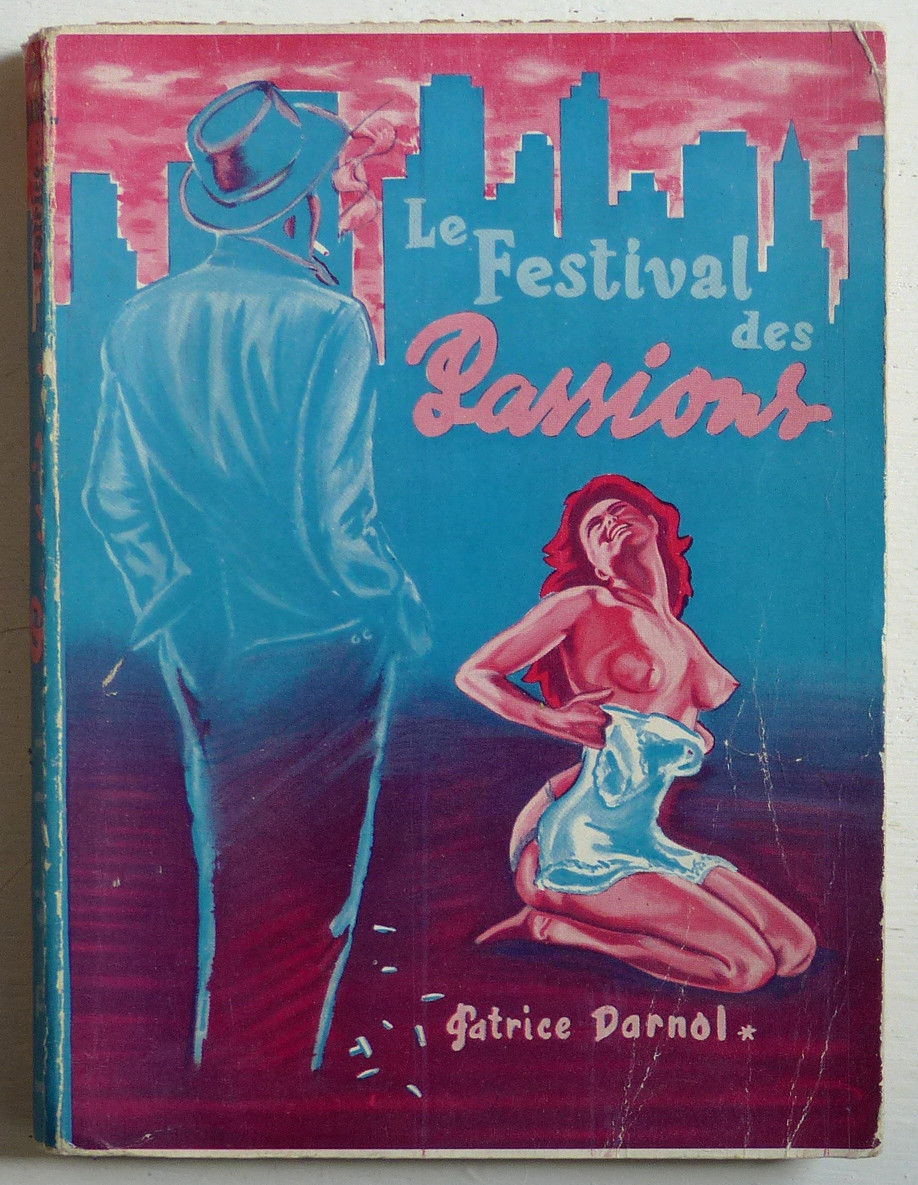 Le Festival
des
Passions
Patrice Darnol *